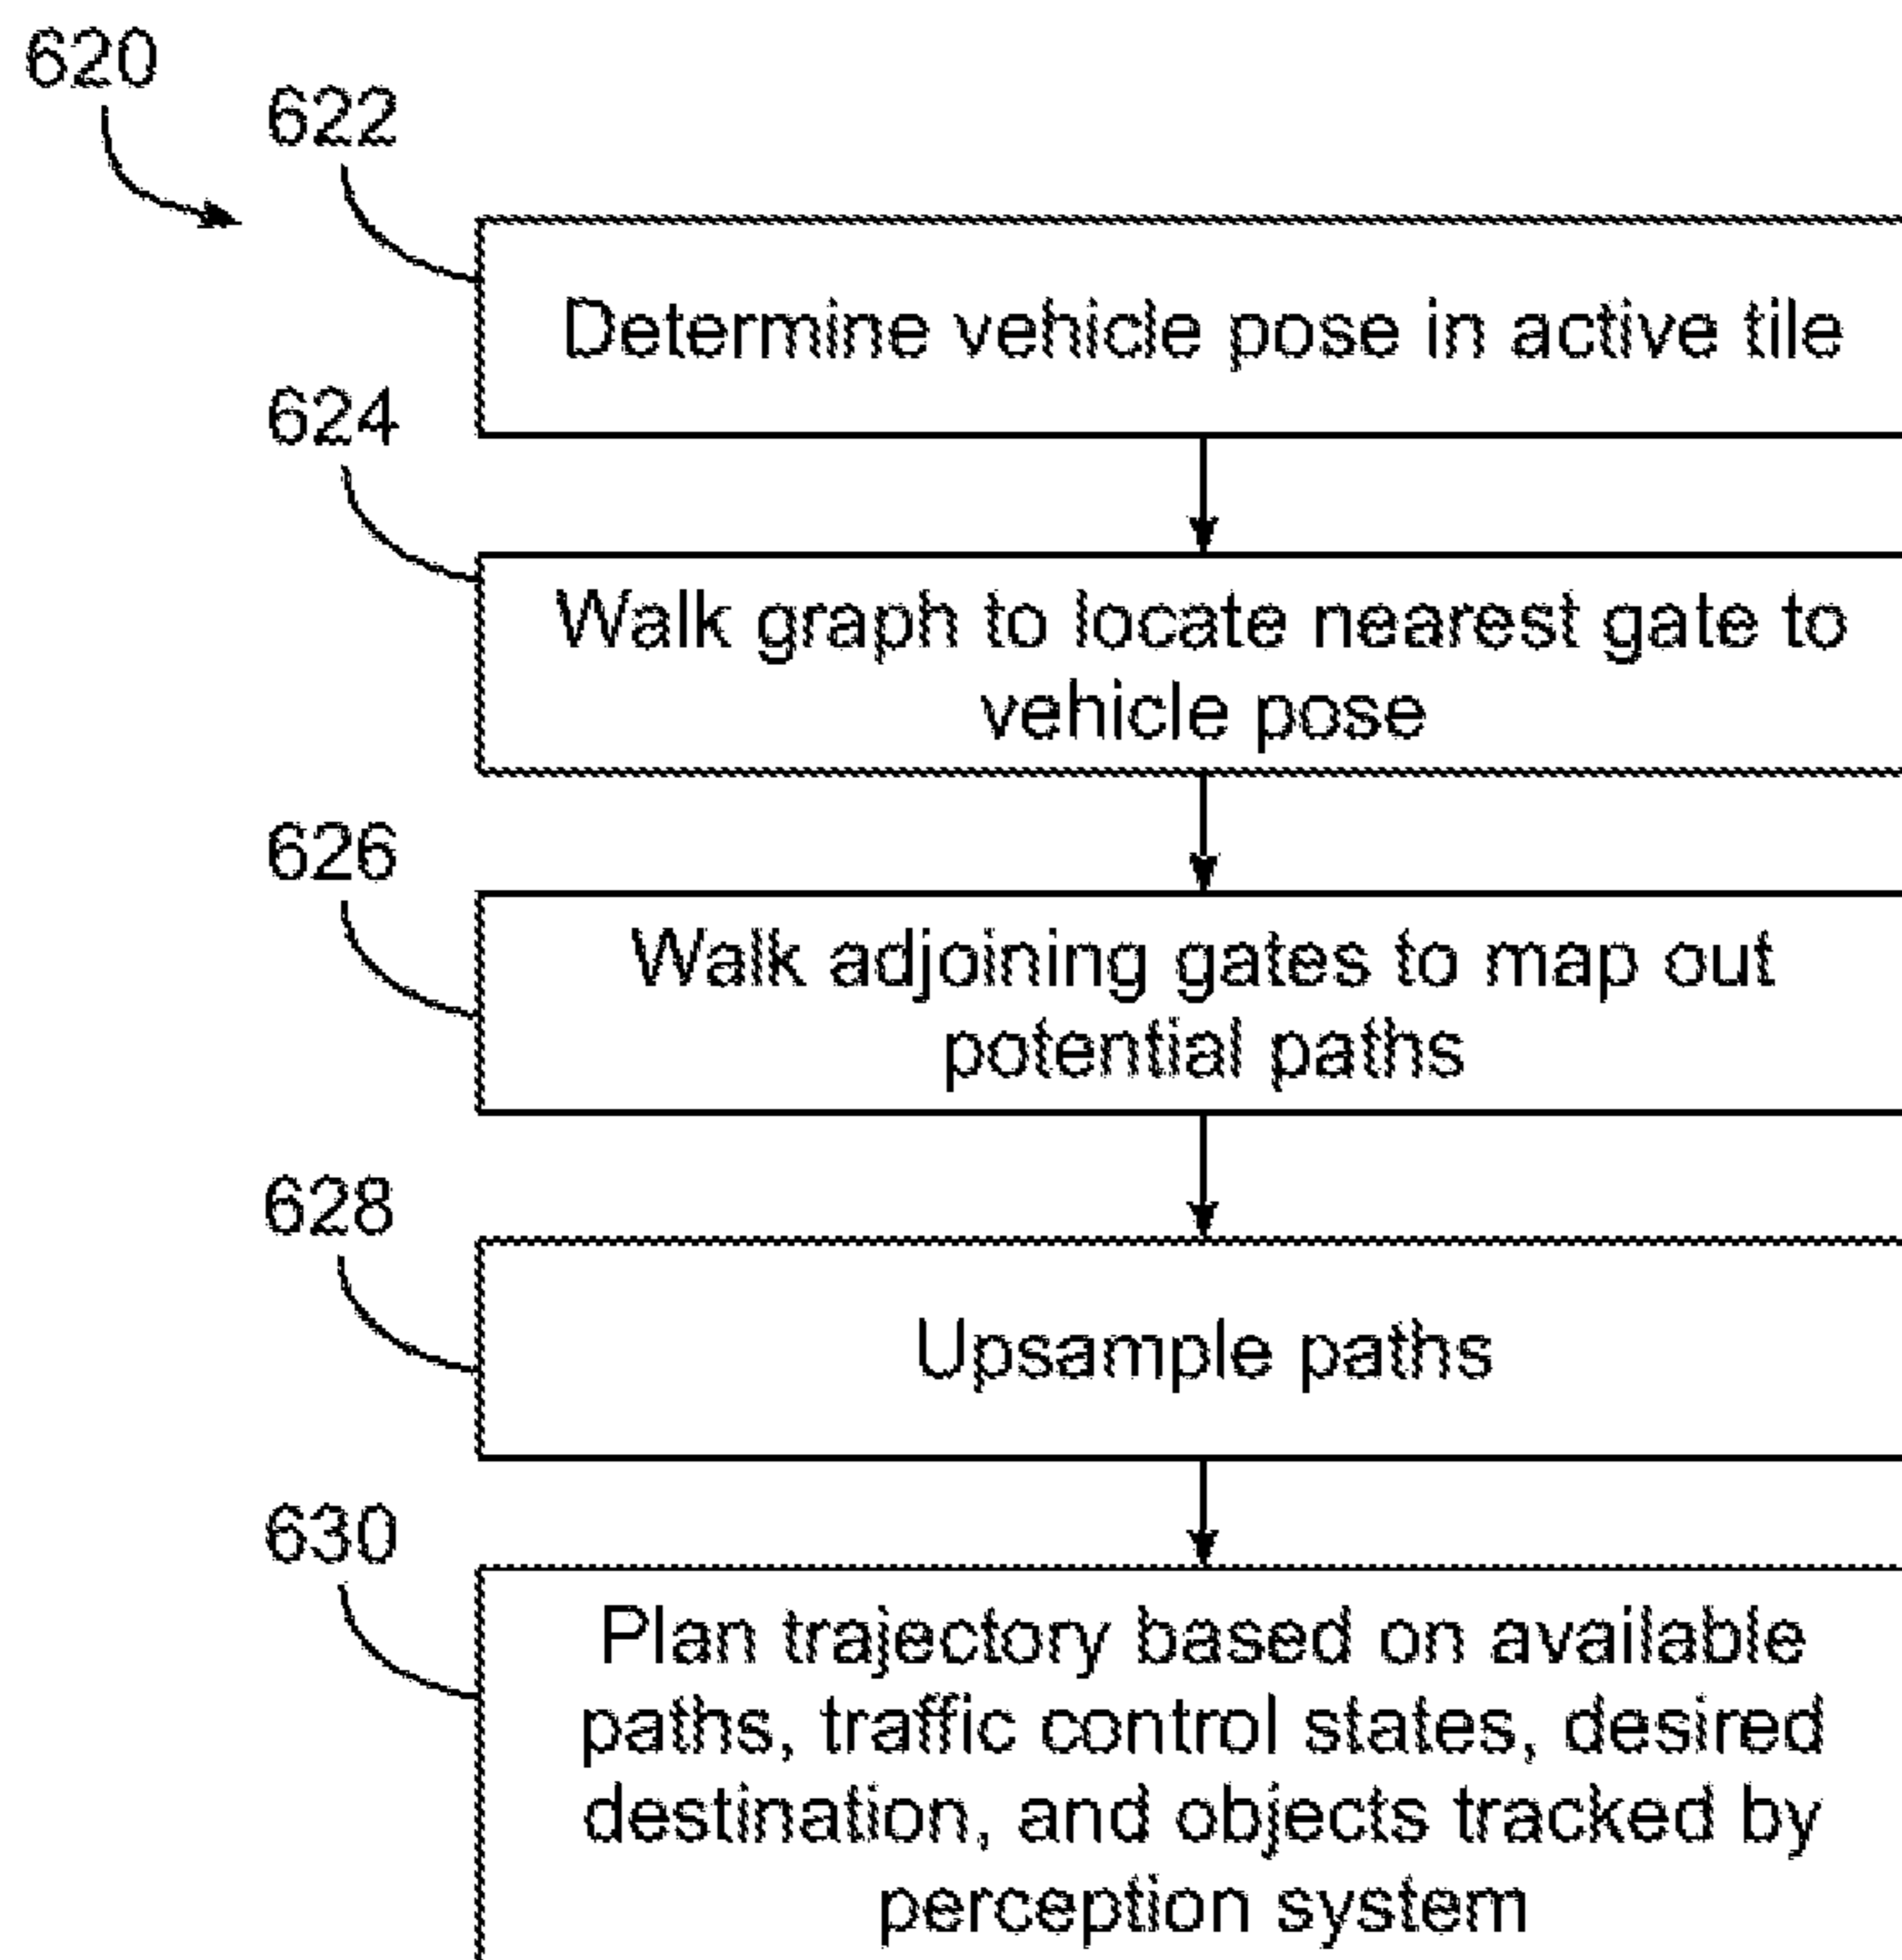 620
622
Determine vehicle pose in active tile
624
Walk graph to locate nearest gate to
vehicle pose
626
Walk adjoining gates to map out
potential paths
628
Upsample paths
630
Plan trajectory based on available
paths, traffic control states, desired
destination, and objects tracked by
perception system